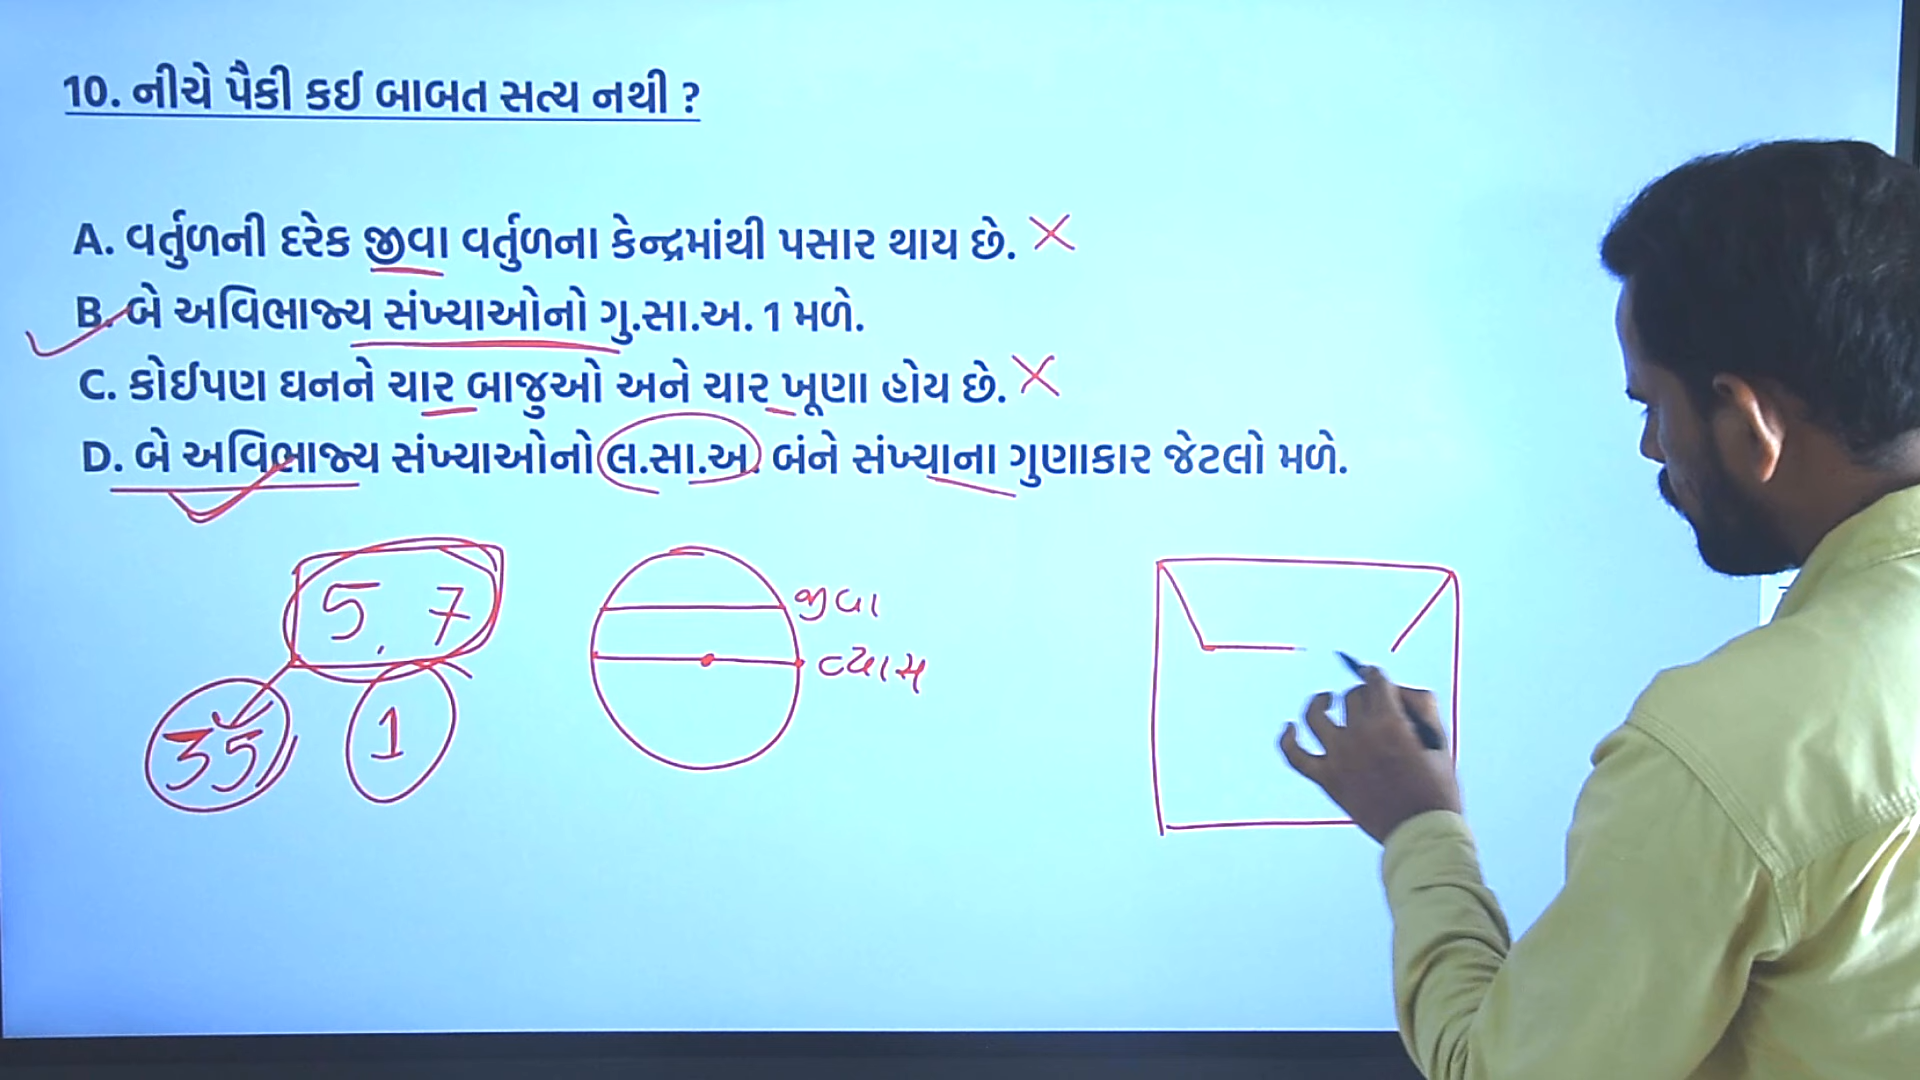 10. નીચે પૈકી કઈ બાબત સત્ય નથી ?
A. વર્તુળની દરેક જીવા વર્તુળના કેન્દ્રમાંથી પસાર થાય છે.
B. બે અવિભાજ્ય સંખ્યાઓનો ગુ.સા.અ. 1 મળે.
C. કોઈપણ ઘનને ચાર બાજુઓ અને ચાર ખૂણા હોય છે.
D. બે અવિભાજ્ય સંખ્યાઓનો લ.સા.અ. બંને સંખ્યાના ગુણાકાર જેટલો મળે.
5, 7
જીવા
વ્યાસ
35
1